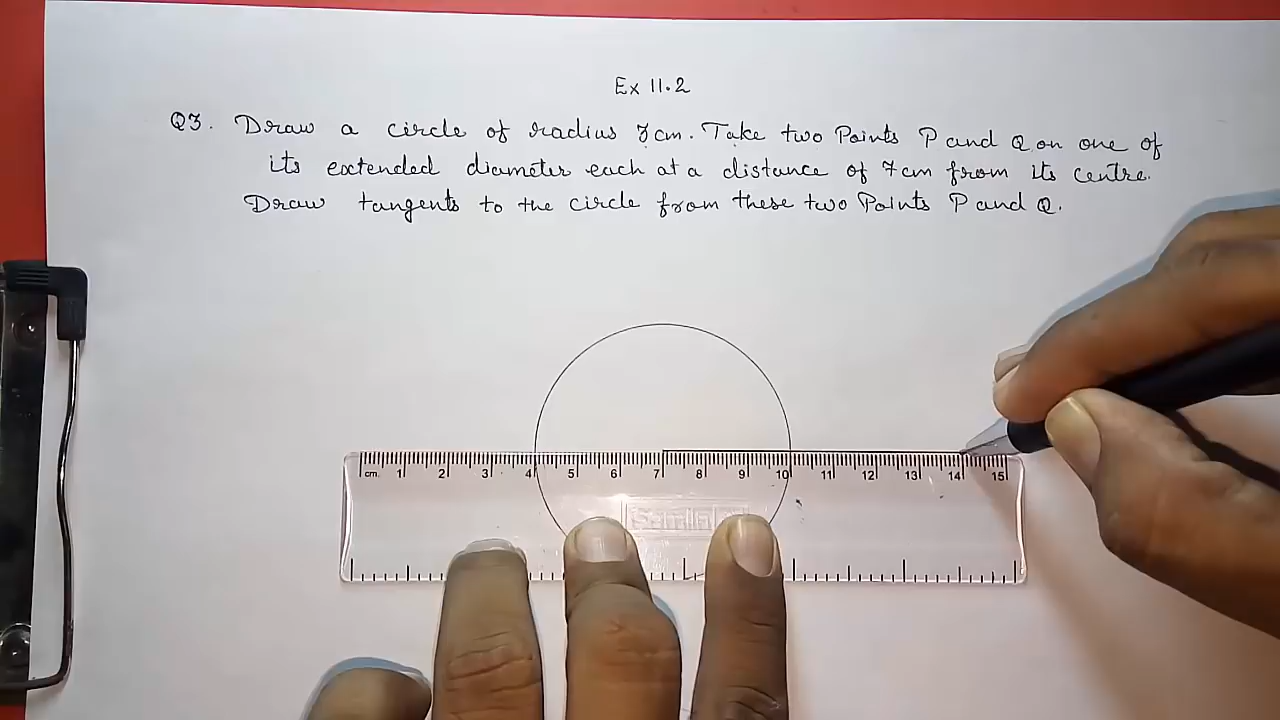 Ex 11.2
Q3. Draw a circle of radius 3cm. Take two Points P and Q on one of
its extended diameter each at a distance of 7cm from its centre.
Draw tangents to the circle from these two Points P and Q.
cm. 1 2 3 4 5 6 7 8 9 10 11 12 13 14 15